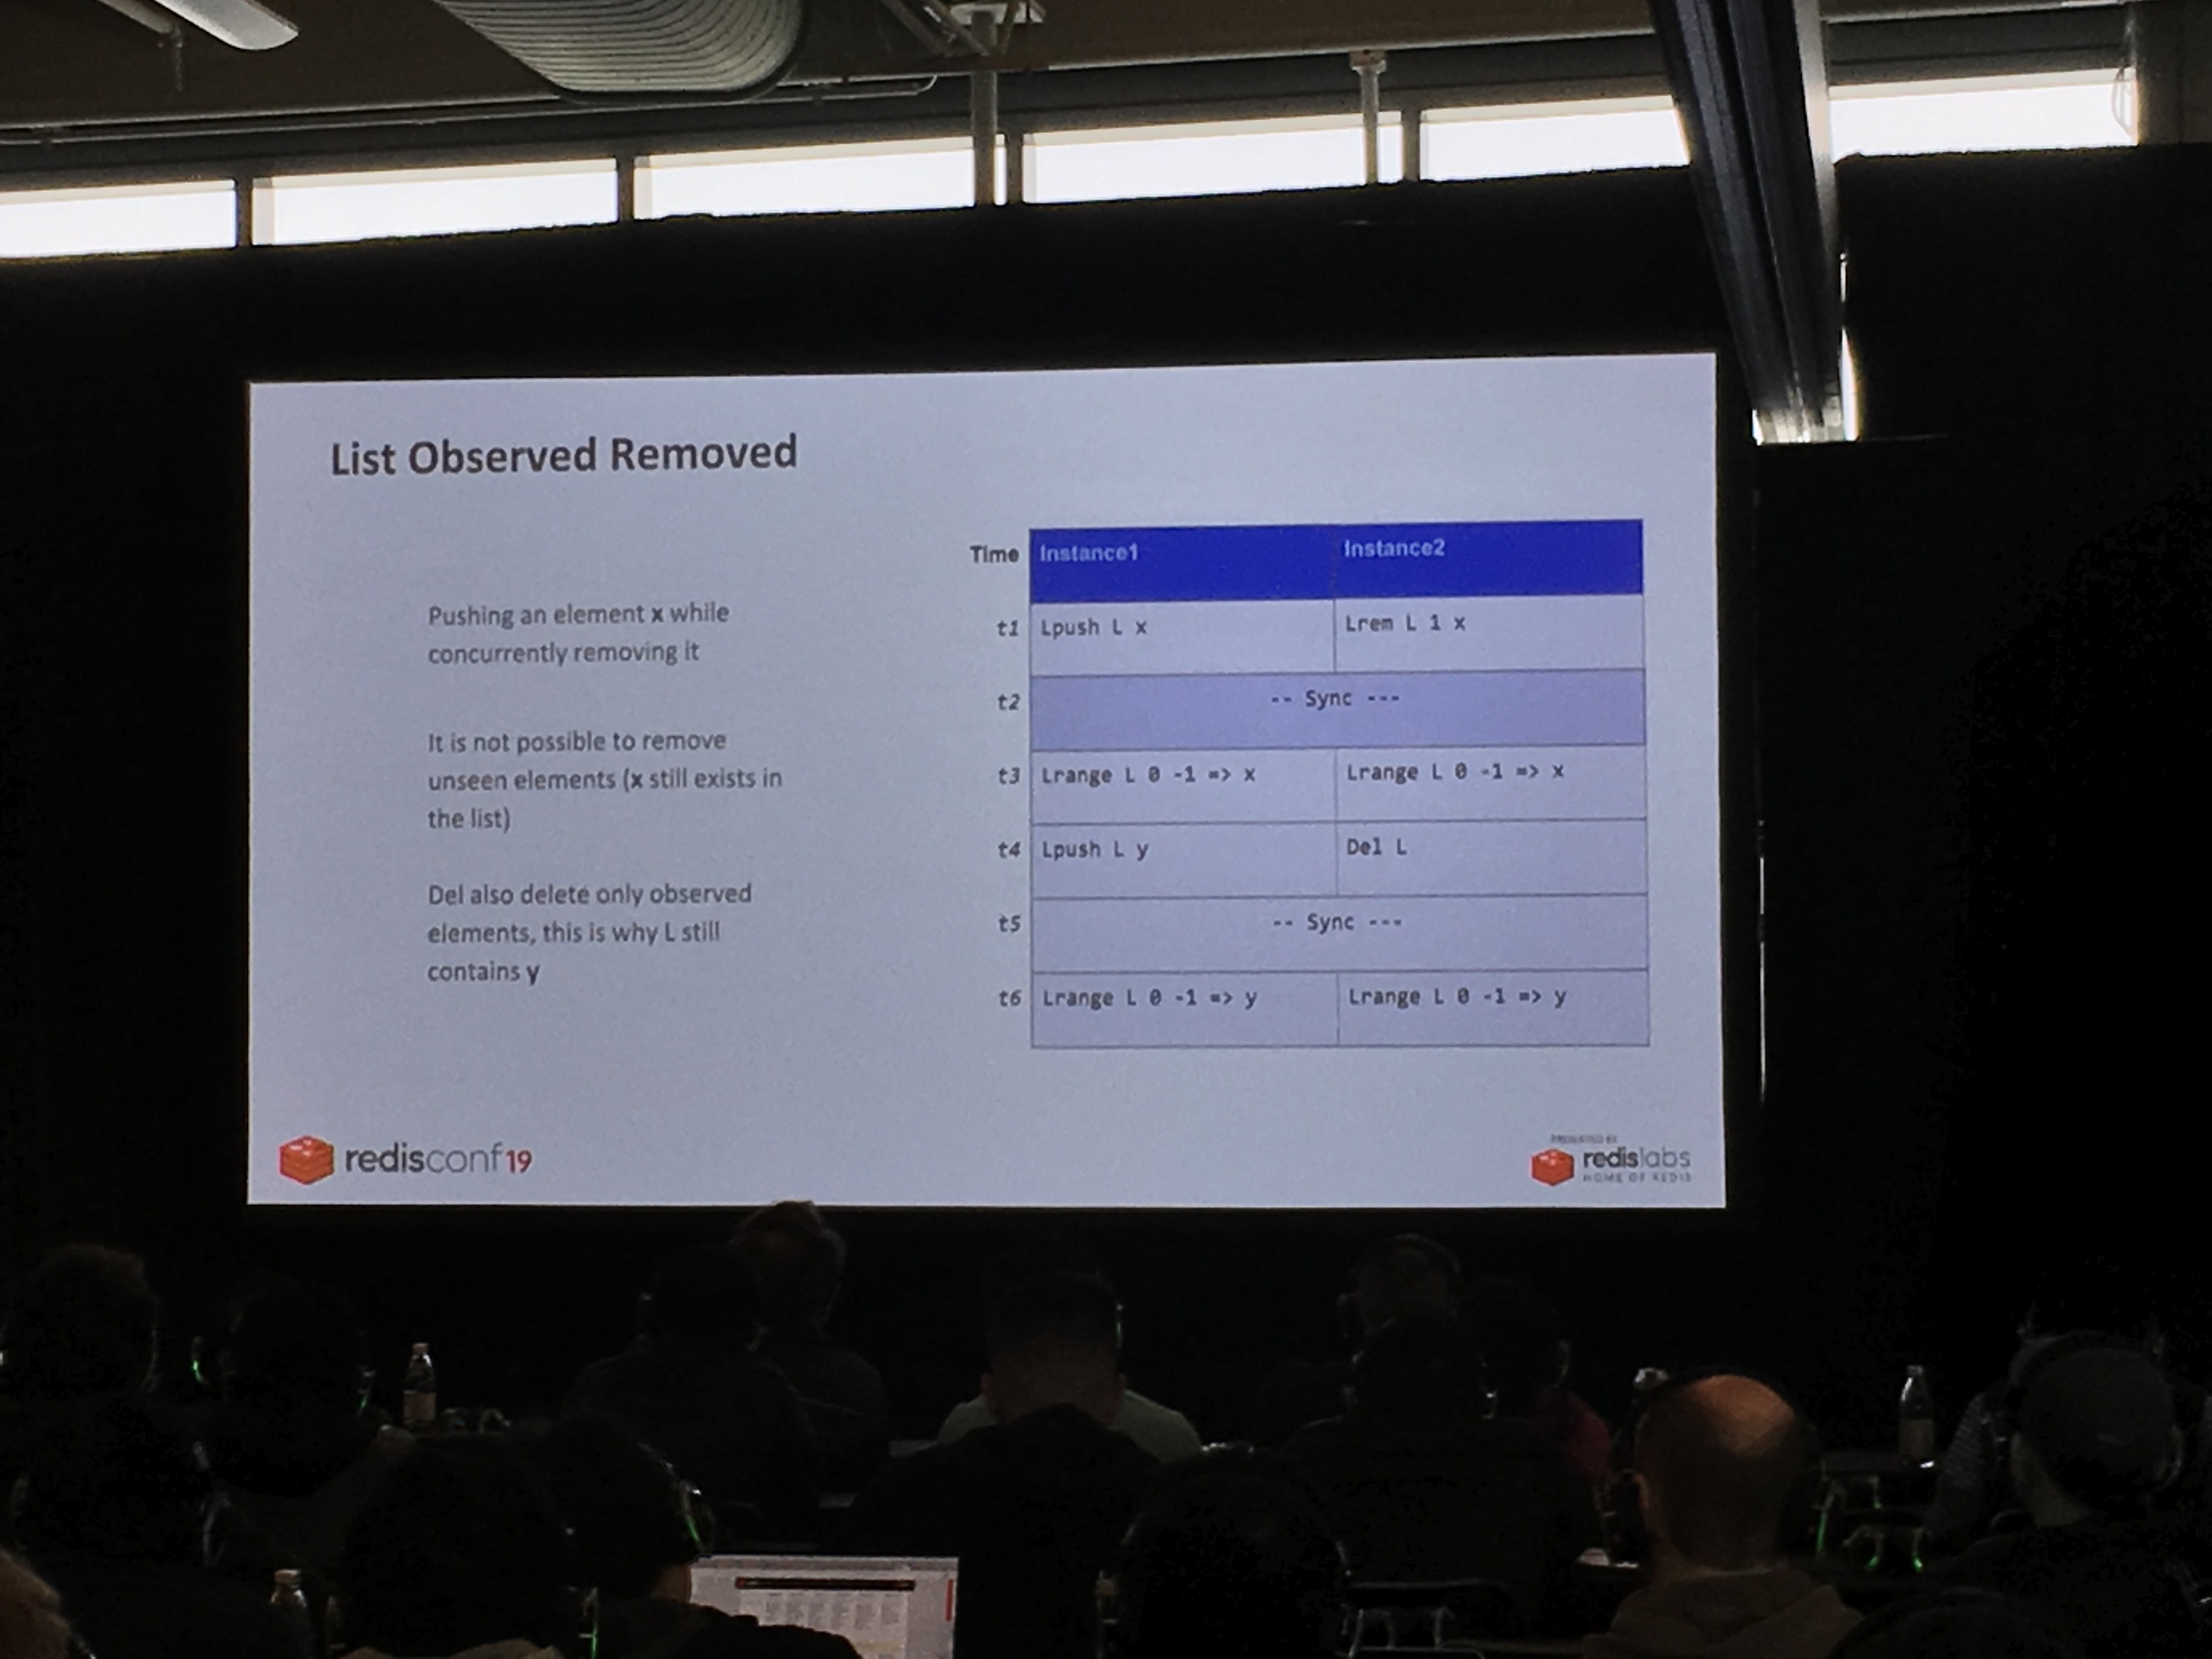 List Observed Removed
Pushing an element x while
concurrently removing it
It is not possible to remove
unseen elements (x still exists in
the list)
Del also delete only observed
elements, this is why L still
contains y
Time Instance1 Instance2
t1 Lpush L x Lrem L 1 x
t2 -- Sync ---
t3 Lrange L 0 -1 => x Lrange L 0 -1 => x
t4 Lpush L y Del L
t5 -- Sync ---
t6 Lrange L 0 -1 => y Lrange L 0 -1 => y
redisconf19
PRESENTED BY
redislabs
HOME OF REDIS